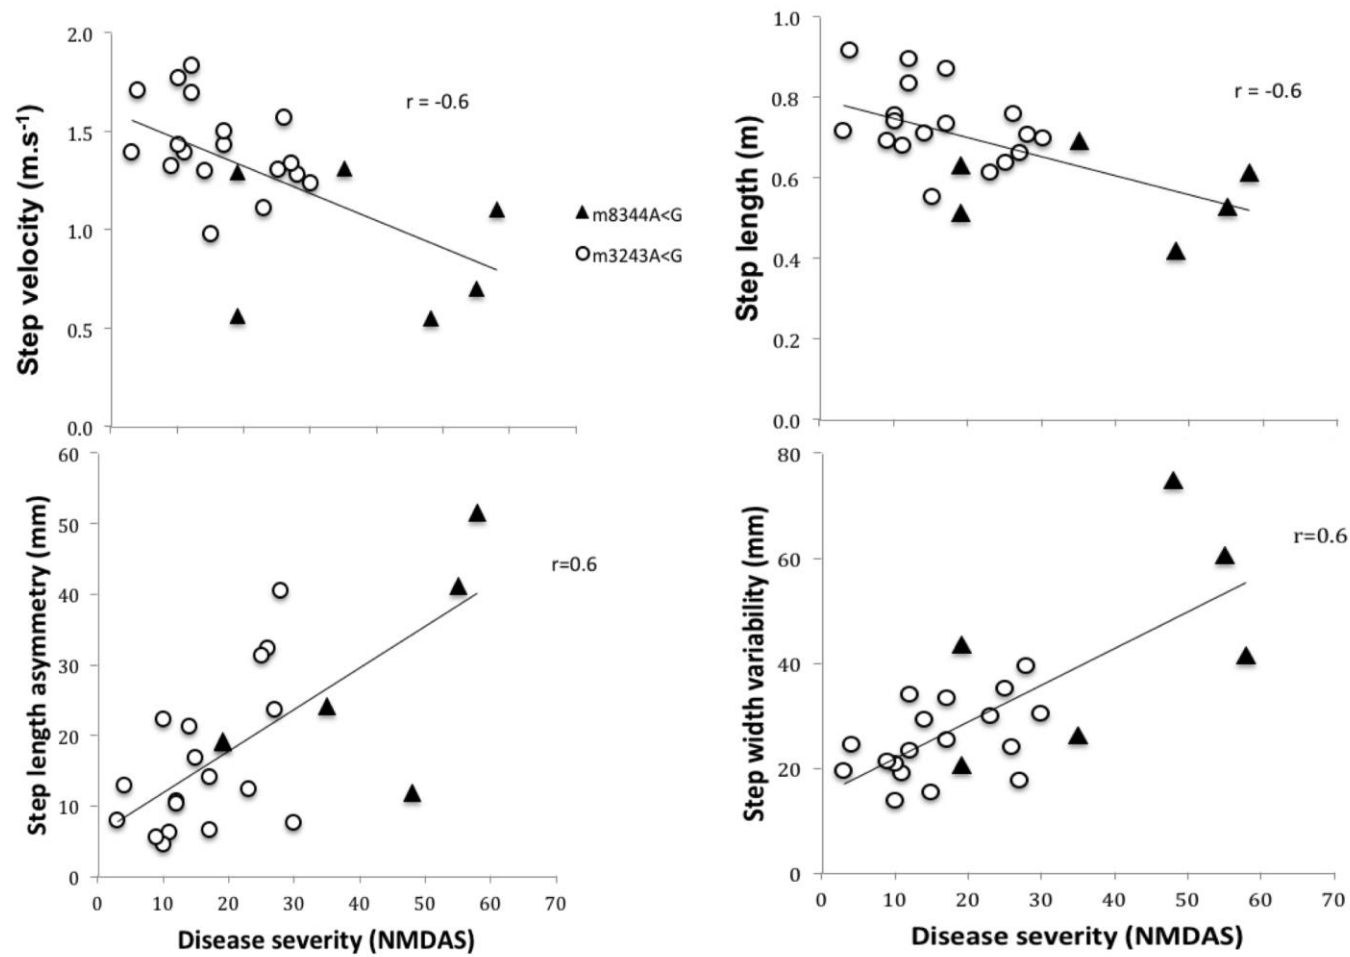 Step velocity (m.s-1)
2.0
1.5
1.0
0.5
0.0
r = -0.6
m8344A<G
m3243A<G
Step length (m)
1.0
0.8
0.6
0.4
0.2
0.0
r = -0.6
Step length asymmetry (mm)
60
50
40
30
20
10
0
r=0.6
0 10 20 30 40 50 60 70
Disease severity (NMDAS)
Step width variability (mm)
80
60
40
20
0
r=0.6
0 10 20 30 40 50 60 70
Disease severity (NMDAS)